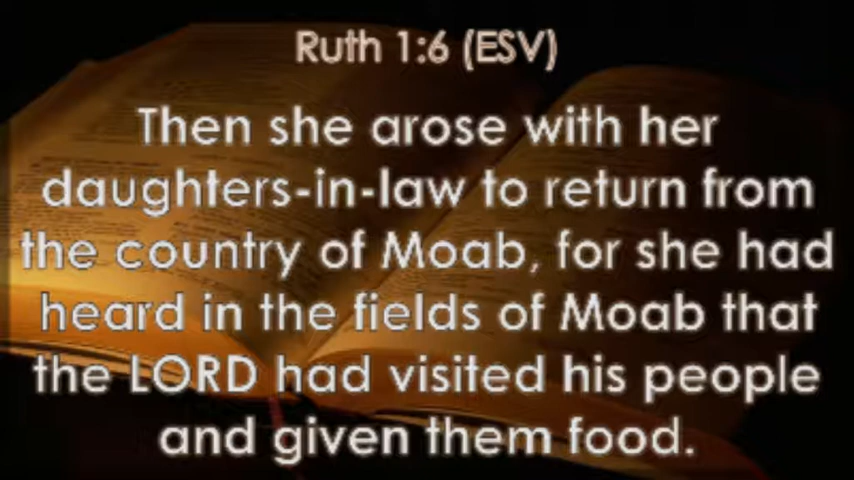 Ruth 1:6 (ESV)
Then she arose with her
daughters-in-law to return from
the country of Moab, for she had
heard in the fields of Moab that
the LORD had visited his people
and given them food.